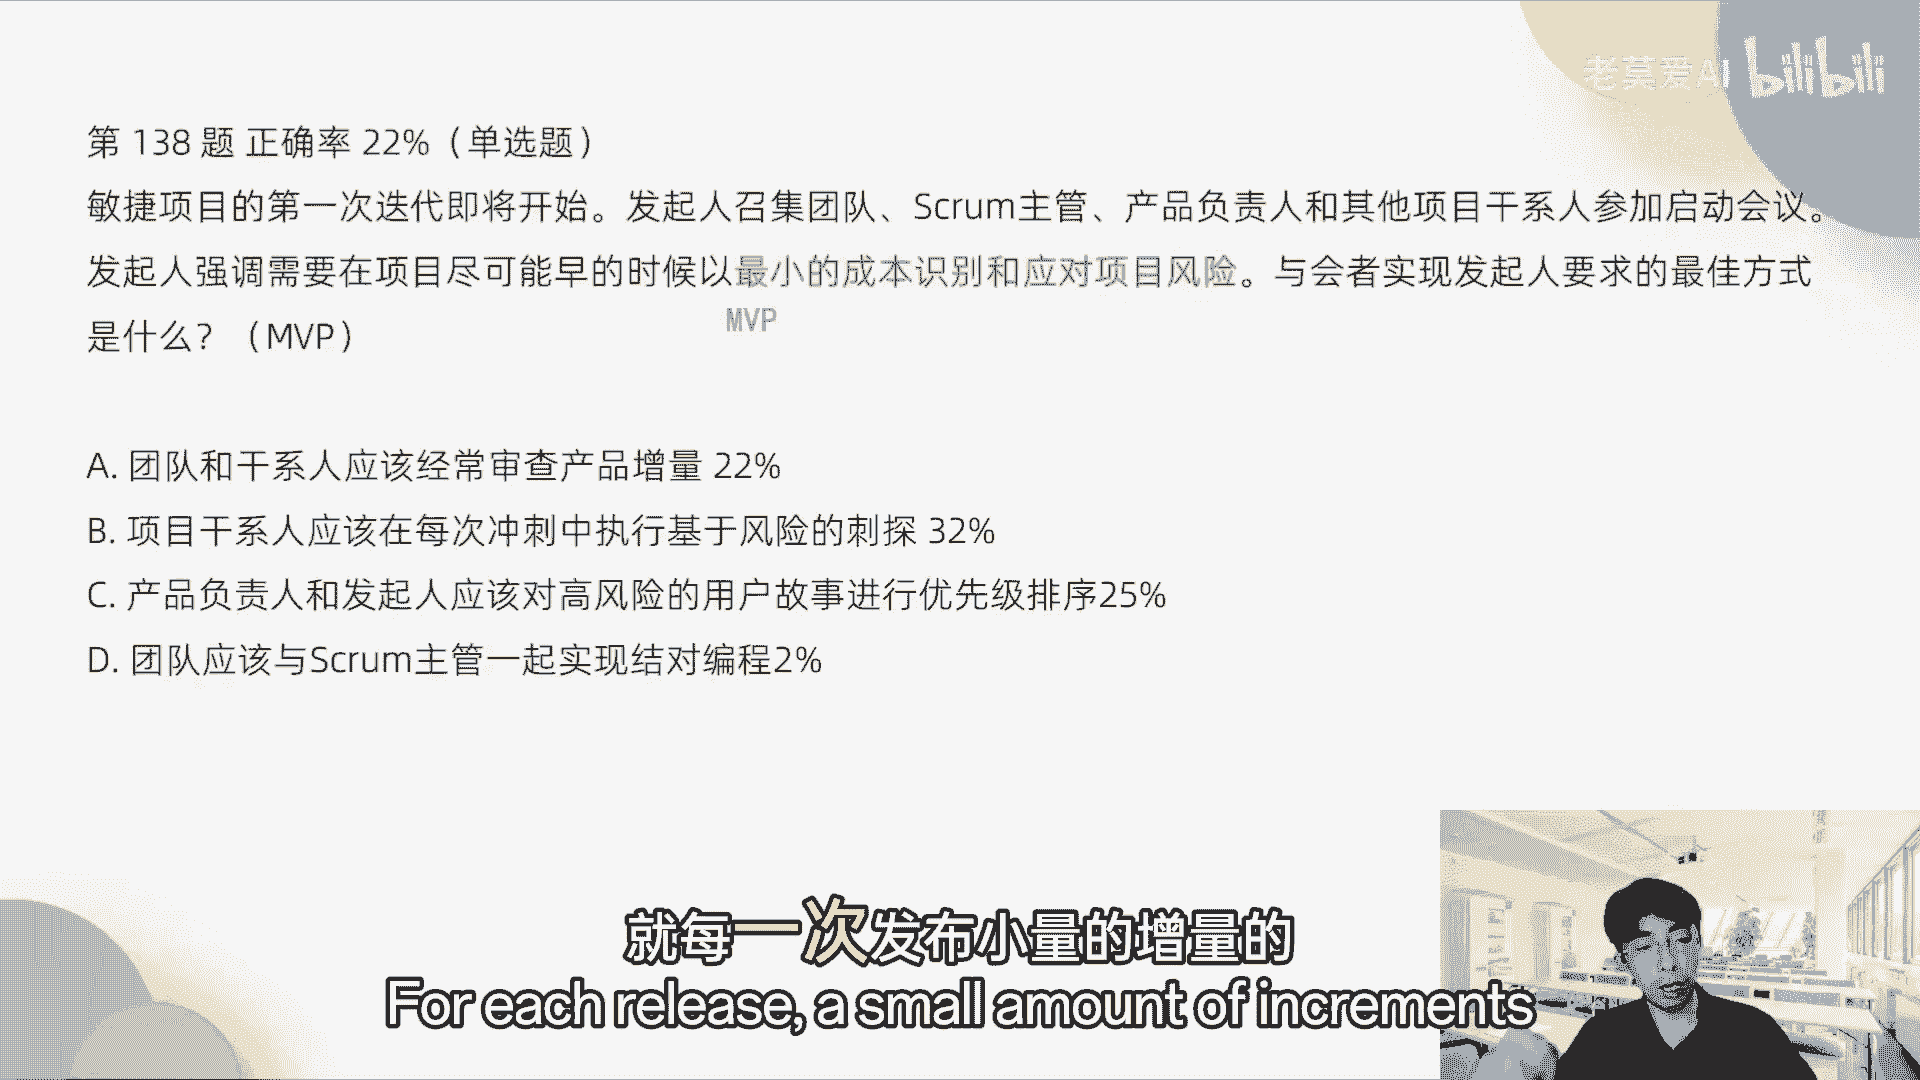 老莫爱AI bilibili
第 138 题 正确率 22%（单选题）
敏捷项目的第一次迭代即将开始。发起人召集团队、Scrum主管、产品负责人和其他项目干系人参加启动会议。
发起人强调需要在项目尽可能早的时候以最小的成本识别和应对项目风险。与会者实现发起人要求的最佳方式
MVP
是什么？（MVP）
A. 团队和干系人应该经常审查产品增量 22%
B. 项目干系人应该在每次冲刺中执行基于风险的刺探 32%
C. 产品负责人和发起人应该对高风险的用户故事进行优先级排序25%
D. 团队应该与Scrum主管一起实现结对编程2%
就每一次发布小量的增量的
For each release, a small amount of increments